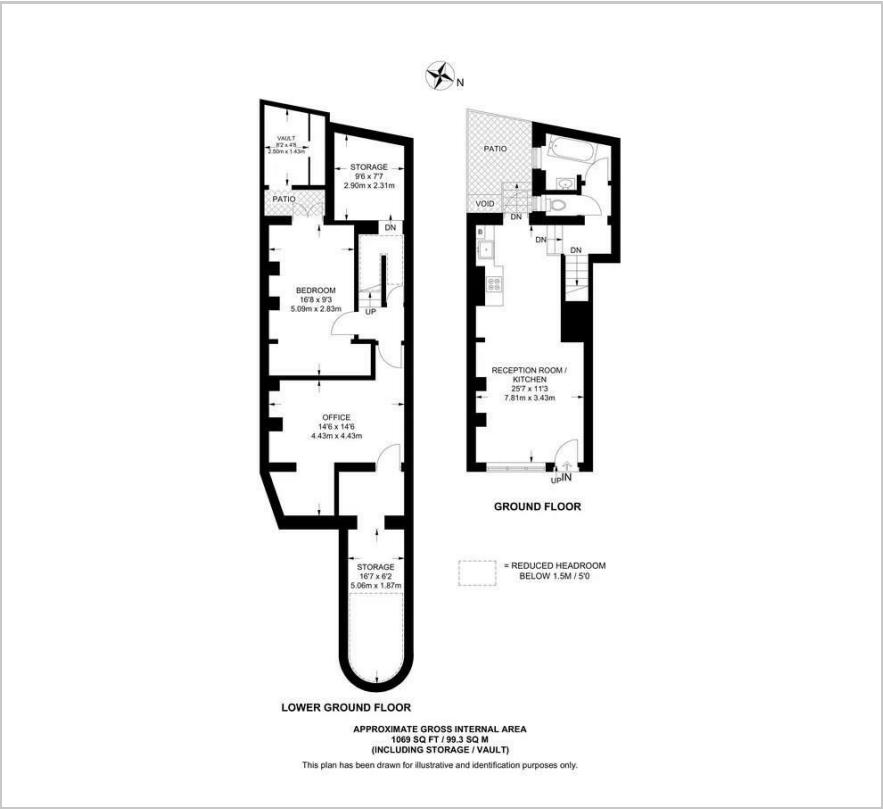 N
VAULT
8'2 x 4'8
2.50m x 1.43m
PATIO
STORAGE
9'6 x 7'7
2.90m x 2.31m
DN
BEDROOM
16'8 x 9'3
5.09m x 2.83m
UP
OFFICE
14'6 x 14'6
4.43m x 4.43m
STORAGE
16'7 x 6'2
5.06m x 1.87m
LOWER GROUND FLOOR
PATIO
VOID
DN
B
DN
DN
RECEPTION ROOM /
KITCHEN
25'7 x 11'3
7.81m x 3.43m
UP
IN
GROUND FLOOR
= REDUCED HEADROOM
BELOW 1.5M / 5'0
APPROXIMATE GROSS INTERNAL AREA
1069 SQ FT / 99.3 SQ M
(INCLUDING STORAGE / VAULT)
This plan has been drawn for illustrative and identification purposes only.